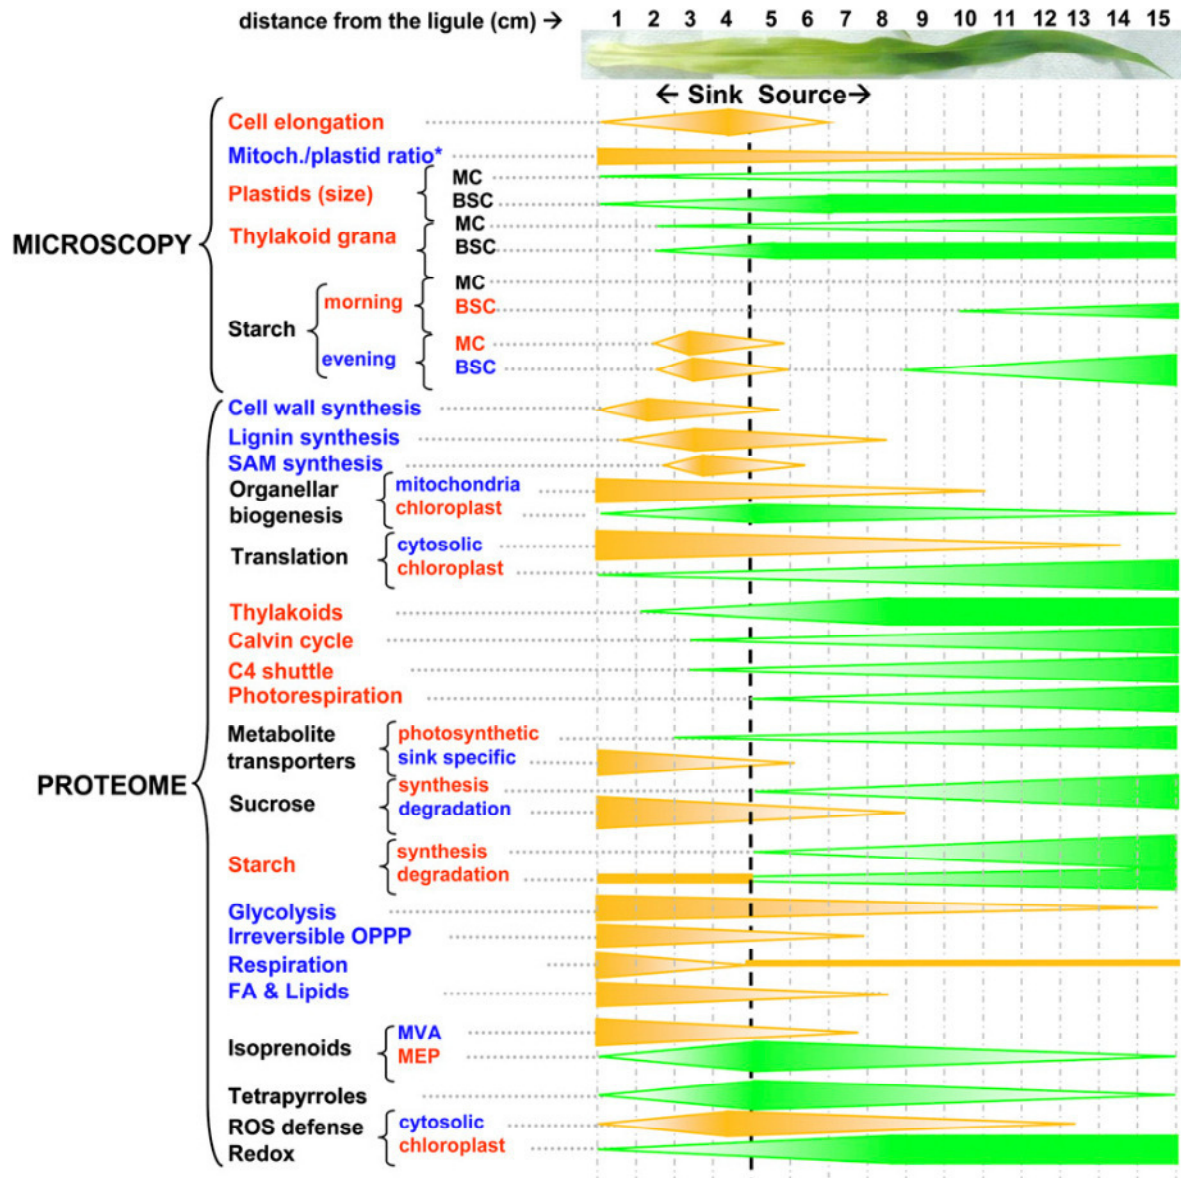 distance from the ligule (cm) → 1 2 3 4 5 6 7 8 9 10 11 12 13 14 15
← Sink Source →
MICROSCOPY
Cell elongation
Mitoch./plastid ratio*
Plastids (size)
MC
BSC
Thylakoid grana
MC
BSC
Starch
morning
MC
BSC
evening
MC
BSC
PROTEOME
Cell wall synthesis
Lignin synthesis
SAM synthesis
Organellar
biogenesis
mitochondria
chloroplast
Translation
cytosolic
chloroplast
Thylakoids
Calvin cycle
C4 shuttle
Photorespiration
Metabolite
transporters
photosynthetic
sink specific
Sucrose
synthesis
degradation
Starch
synthesis
degradation
Glycolysis
Irreversible OPPP
Respiration
FA & Lipids
Isoprenoids
MVA
MEP
Tetrapyrroles
ROS defense
Redox
cytosolic
chloroplast